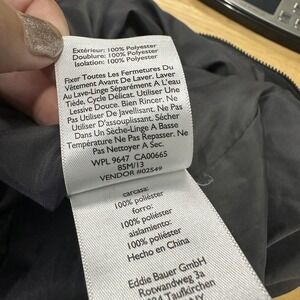 Extérieur: 100% Polyester
Doublure: 100% Polyester
Isolation: 100% Polyester
Fixer Toutes Les Fermetures Du
Vêtement Avant De Laver. Laver
Au Lave-Linge Séparément A L'eau
Tiède, Cycle Délicat. Utiliser Une
Lessive Douce. Bien Rincer. Ne
Pas Utiliser De Javellisant. Ne Pas
Utiliser D'assouplissant. Sécher
Dans Un Sèche-Linge A Basse
Température Ne Pas Repasser. Ne
Pas Nettoyer A Sec.
WPL 9647 CA00665
85M/13
VENDOR #02549
carcasa:
100% poliéster
forro:
100% poliéster
aislamiento:
100% poliéster
Hecho en China
Eddie Bauer GmbH
Rotwandweg 3a
Taufkirchen